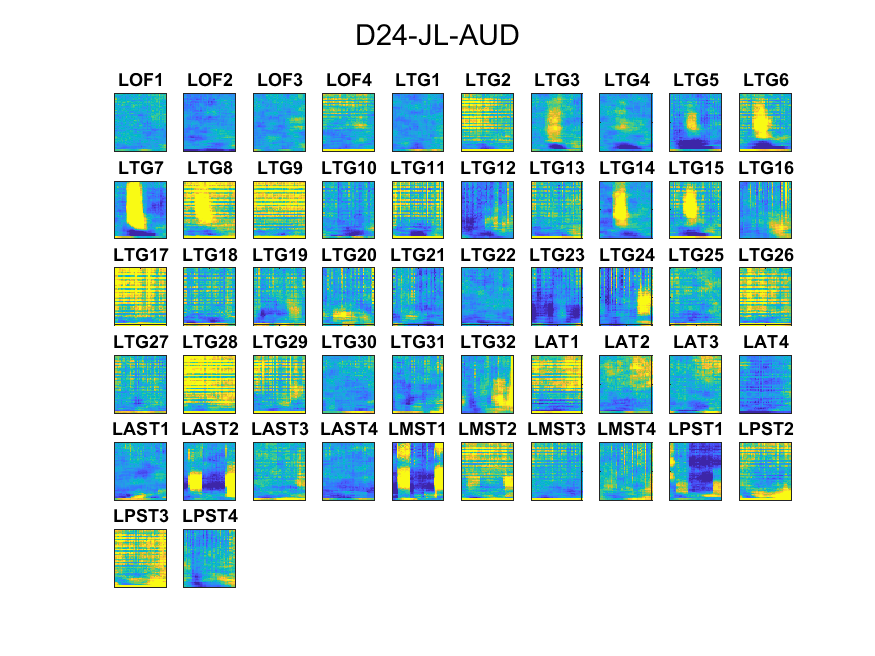 D24-JL-AUD
LOF1 LOF2 LOF3 LOF4 LTG1 LTG2 LTG3 LTG4 LTG5 LTG6
LTG7 LTG8 LTG9 LTG10 LTG11 LTG12 LTG13 LTG14 LTG15 LTG16
LTG17 LTG18 LTG19 LTG20 LTG21 LTG22 LTG23 LTG24 LTG25 LTG26
LTG27 LTG28 LTG29 LTG30 LTG31 LTG32 LAT1 LAT2 LAT3 LAT4
LAST1 LAST2 LAST3 LAST4 LMST1 LMST2 LMST3 LMST4 LPST1 LPST2
LPST3 LPST4